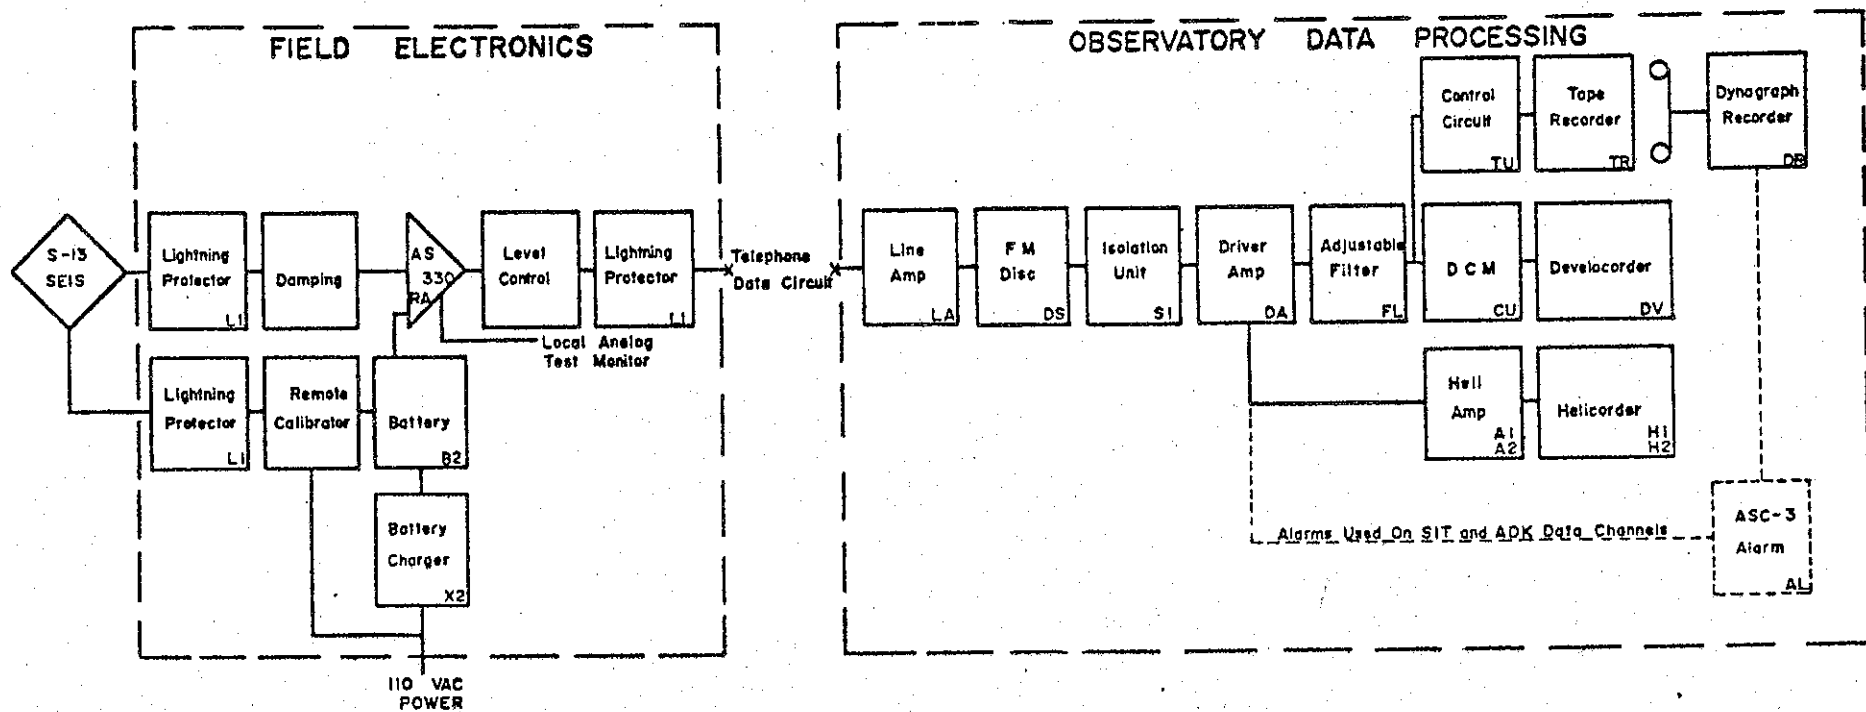 FIELD ELECTRONICS
S-13
SEIS
Lightning
Protector
L1
Damping
AS
330
RA
Level
Control
Lightning
Protector
L1
Local Analog
Test Monitor
Lightning
Protector
L1
Remote
Calibrator
Battery
B2
Battery
Charger
X2
110 VAC
POWER
Telephone
Data Circuit
OBSERVATORY DATA PROCESSING
Line
Amp
LA
FM
Disc
DS
Isolation
Unit
S1
Driver
Amp
DA
Adjustable
Filter
FL
Control
Circuit
TU
Tape
Recorder
TR
Dynagraph
Recorder
DR
DCM
CU
Develocorder
DV
Heli
Amp
A1
A2
Helicorder
H1
H2
Alarms Used On SIT and ADK Data Channels
ASC-3
Alarm
AL